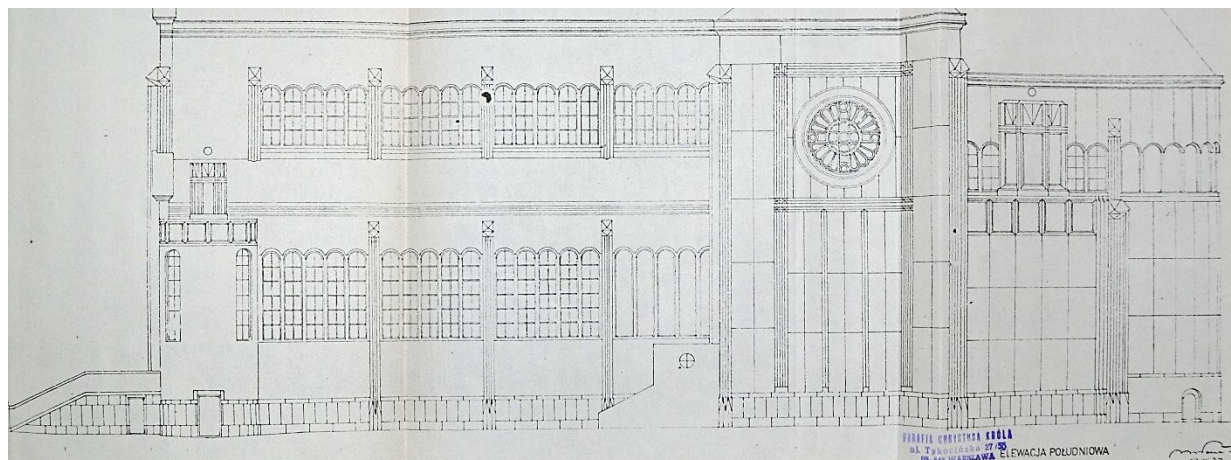 PARAFIA CHRYSTUSA KRÓLA
ul. Tykocińska 27/35
WARSZAWA
ELEWACJA POŁUDNIOWA